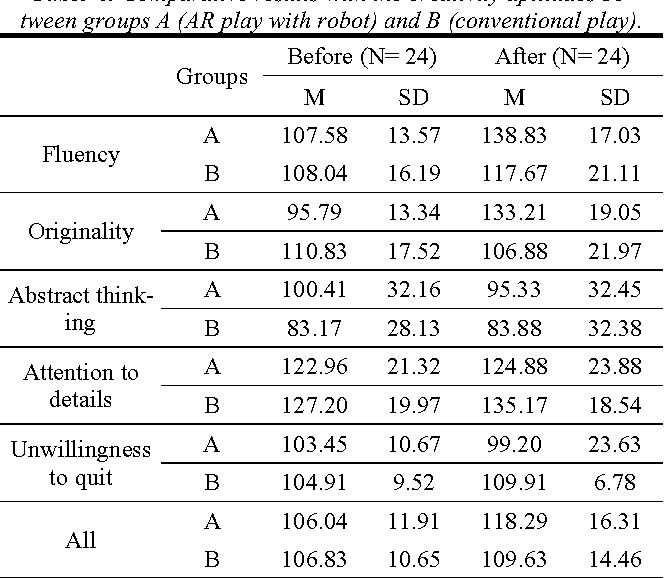 tween groups A (AR play with robot) and B (conventional play).
Groups Before (N= 24) After (N= 24)
M SD M SD
Fluency A 107.58 13.57 138.83 17.03
B 108.04 16.19 117.67 21.11
Originality A 95.79 13.34 133.21 19.05
B 110.83 17.52 106.88 21.97
Abstract think-
ing A 100.41 32.16 95.33 32.45
B 83.17 28.13 83.88 32.38
Attention to
details A 122.96 21.32 124.88 23.88
B 127.20 19.97 135.17 18.54
Unwillingness
to quit A 103.45 10.67 99.20 23.63
B 104.91 9.52 109.91 6.78
All A 106.04 11.91 118.29 16.31
B 106.83 10.65 109.63 14.46